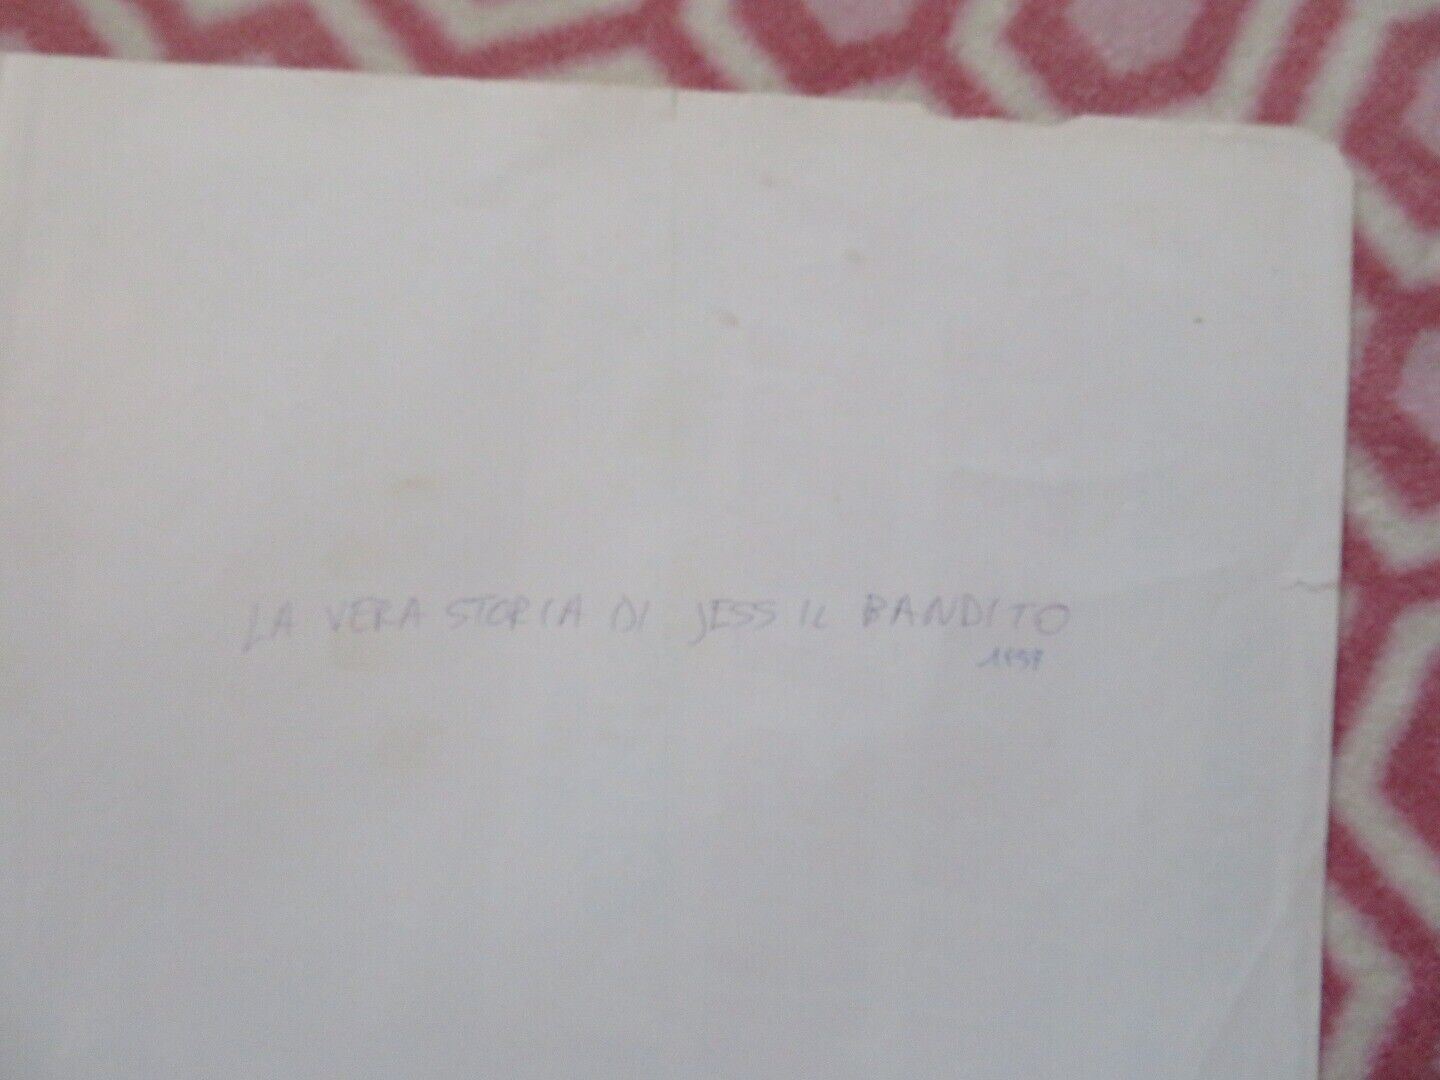 LA VERA STORIA DI JESS IL BANDITO
1957